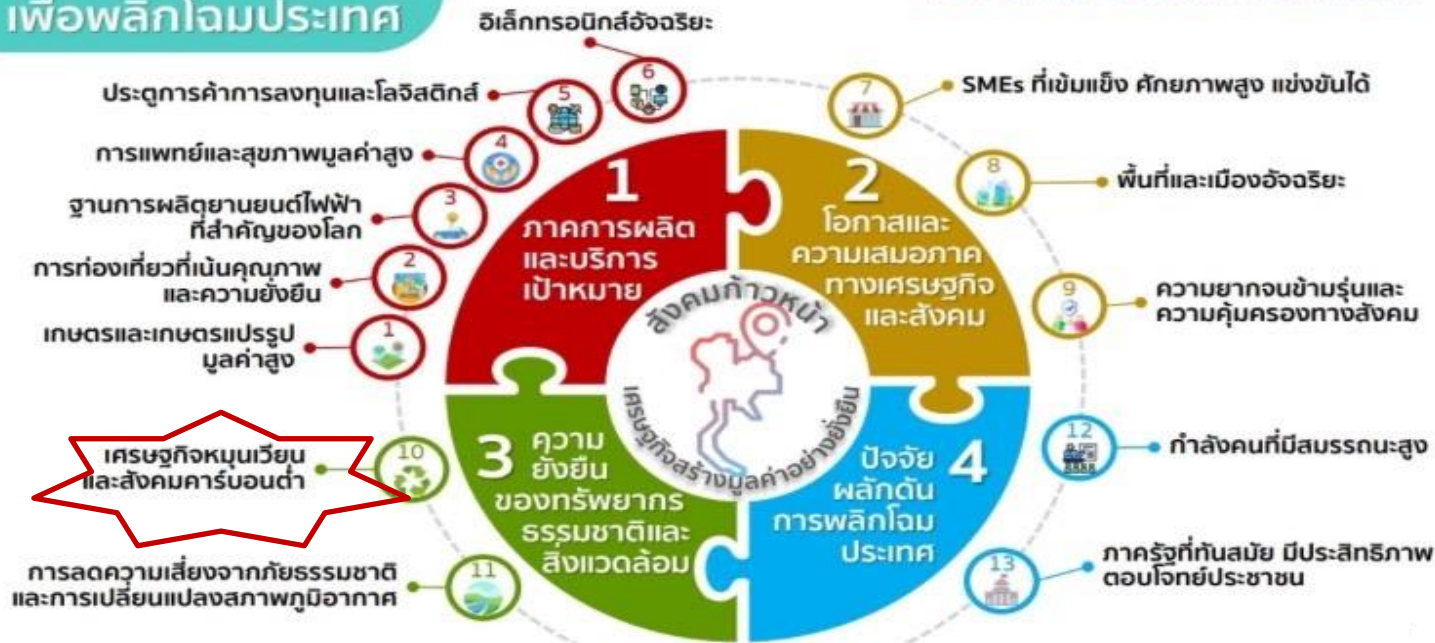 เพื่อพลิกโฉมประเทศ
อิเล็กทรอนิกส์อัจฉริยะ
6
ประตูการค้าการลงทุนและโลจิสติกส์
5
การแพทย์และสุขภาพมูลค่าสูง
4
ฐานการผลิตยานยนต์ไฟฟ้า
ที่สำคัญของโลก
3
การท่องเที่ยวที่เน้นคุณภาพ
และความยั่งยืน
2
เกษตรและเกษตรแปรรูป
มูลค่าสูง
1
1
ภาคการผลิต
และบริการ
เป้าหมาย
7
SMEs ที่เข้มแข็ง ศักยภาพสูง แข่งขันได้
8
พื้นที่และเมืองอัจฉริยะ
9
ความยากจนข้ามรุ่นและ
ความคุ้มครองทางสังคม
2
โอกาสและ
ความเสมอภาค
ทางเศรษฐกิจ
และสังคม
สังคมก้าวหน้า
เศรษฐกิจสร้างมูลค่าอย่างยั่งยืน
เศรษฐกิจหมุนเวียน
และสังคมคาร์บอนต่ำ
10
การลดความเสี่ยงจากภัยธรรมชาติ
และการเปลี่ยนแปลงสภาพภูมิอากาศ
11
3
ความ
ยั่งยืน
ของทรัพยากร
ธรรมชาติและ
สิ่งแวดล้อม
4
ปัจจัย
ผลักดัน
การพลิกโฉม
ประเทศ
12
กำลังคนที่มีสมรรถนะสูง
13
ภาครัฐที่ทันสมัย มีประสิทธิภาพ
ตอบโจทย์ประชาชน